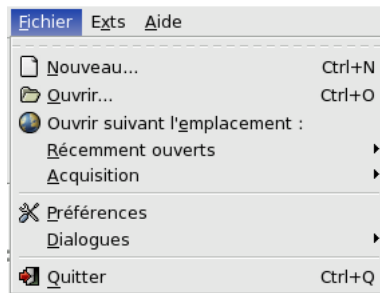 Fichier Exts Aide
Nouveau... Ctrl+N
Ouvrir... Ctrl+O
Ouvrir suivant l'emplacement :
Récemment ouverts
Acquisition
Préférences
Dialogues
Quitter Ctrl+Q